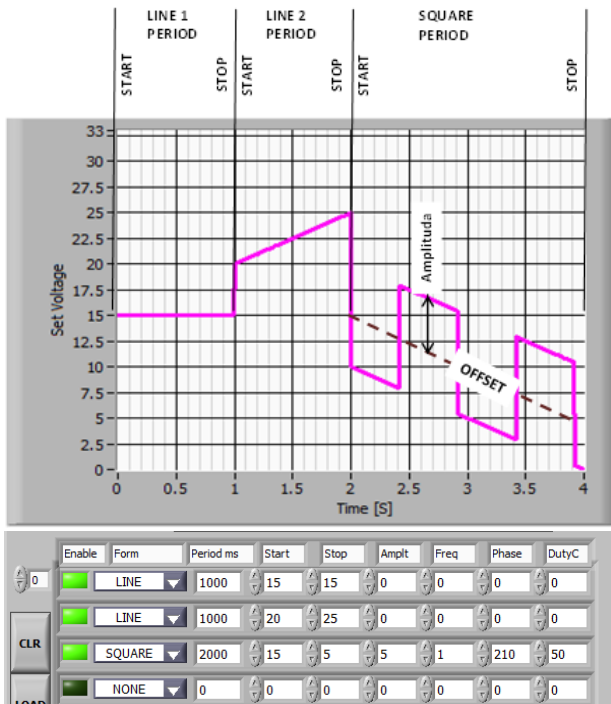 LINE 1 PERIOD
LINE 2 PERIOD
SQUARE PERIOD
START
STOP
START
STOP
START
STOP
33
30
27.5
25
22.5
20
17.5
15
12.5
10
7.5
5
2.5
0
Set Voltage
Amplituda
OFFSET
0 0.5 1 1.5 2 2.5 3 3.5 4
Time [S]
Enable Form Period ms Start Stop Amplt Freq Phase DutyC
0 LINE 1000 15 15 0 0 0 0
LINE 1000 20 25 0 0 0 0
CLR
SQUARE 2000 15 5 5 1 210 50
NONE 0 0 0 0 0 0 0
LOAD